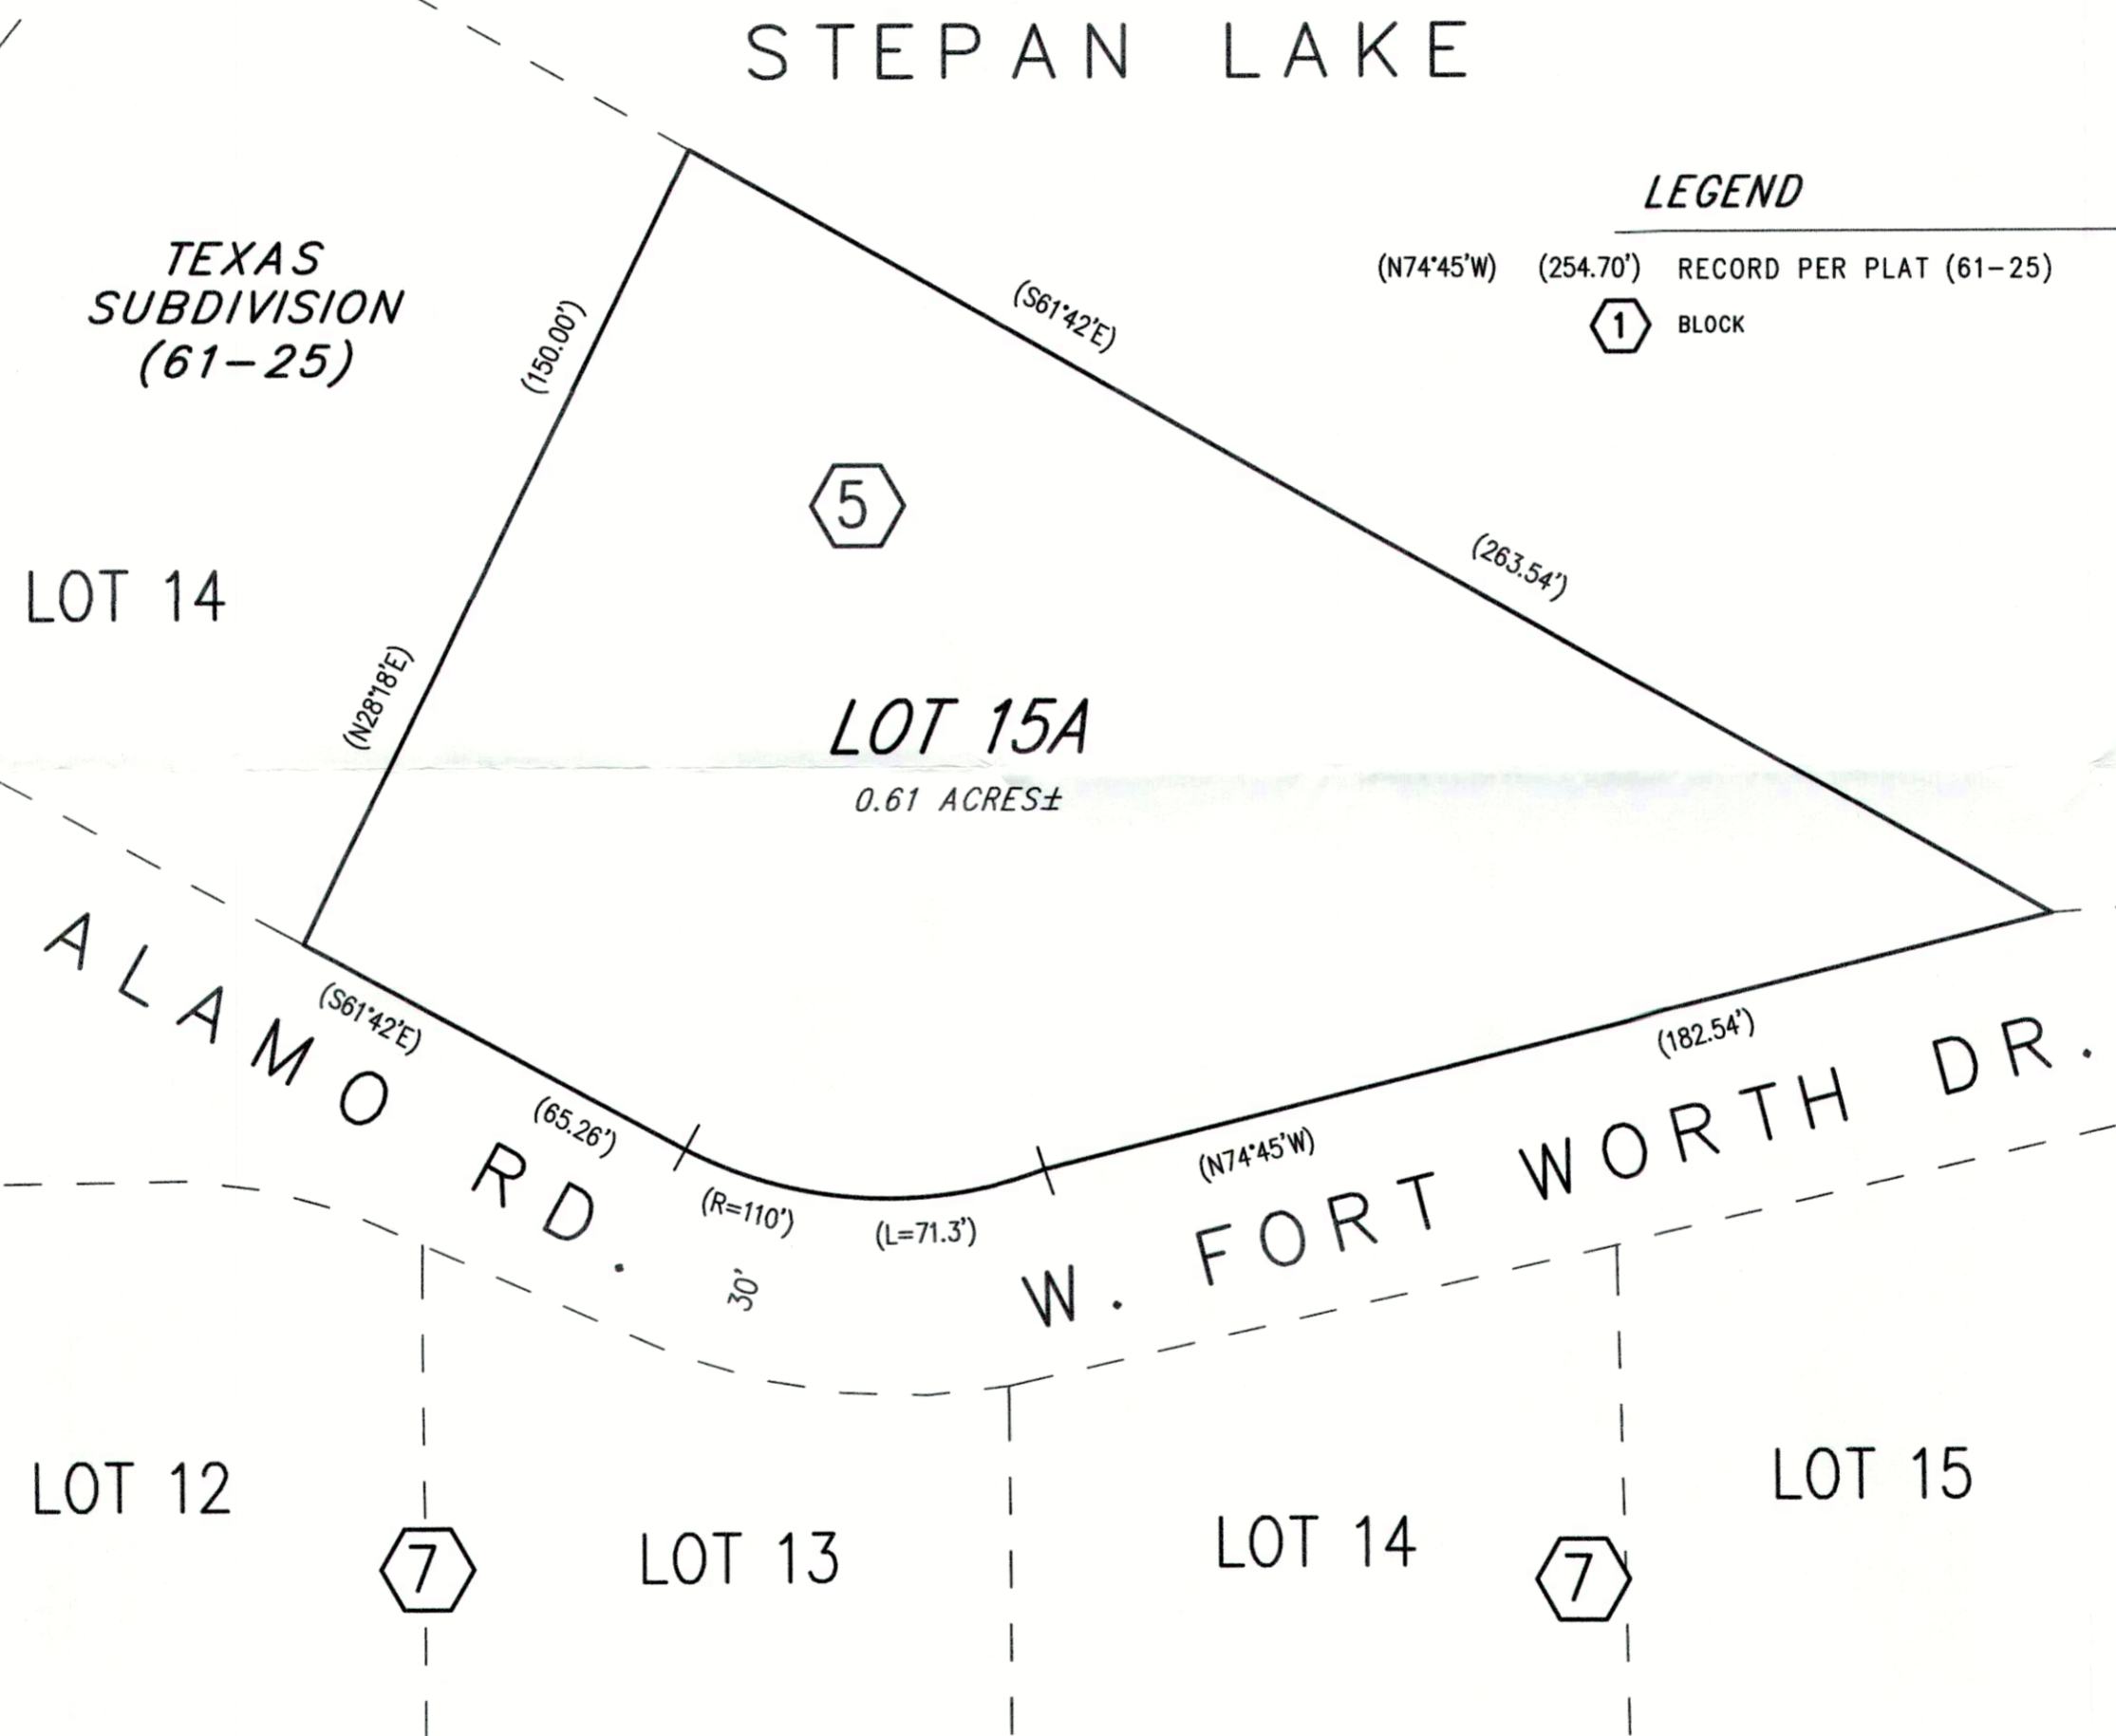 STEPAN LAKE
LEGEND
(N74°45'W) (254.70') RECORD PER PLAT (61-25)
1 BLOCK
TEXAS
SUBDIVISION
(61-25)
(150.00')
(S61°42'E)
5
(263.54')
LOT 14
(N28°18'E)
LOT 15A
0.61 ACRES±
ALAMO RD.
(S61°42'E)
(65.26')
(R=110')
(L=71.3')
(N74°45'W)
(182.54')
W. FORT WORTH DR.
30'
LOT 12
7
LOT 13
LOT 14
7
LOT 15